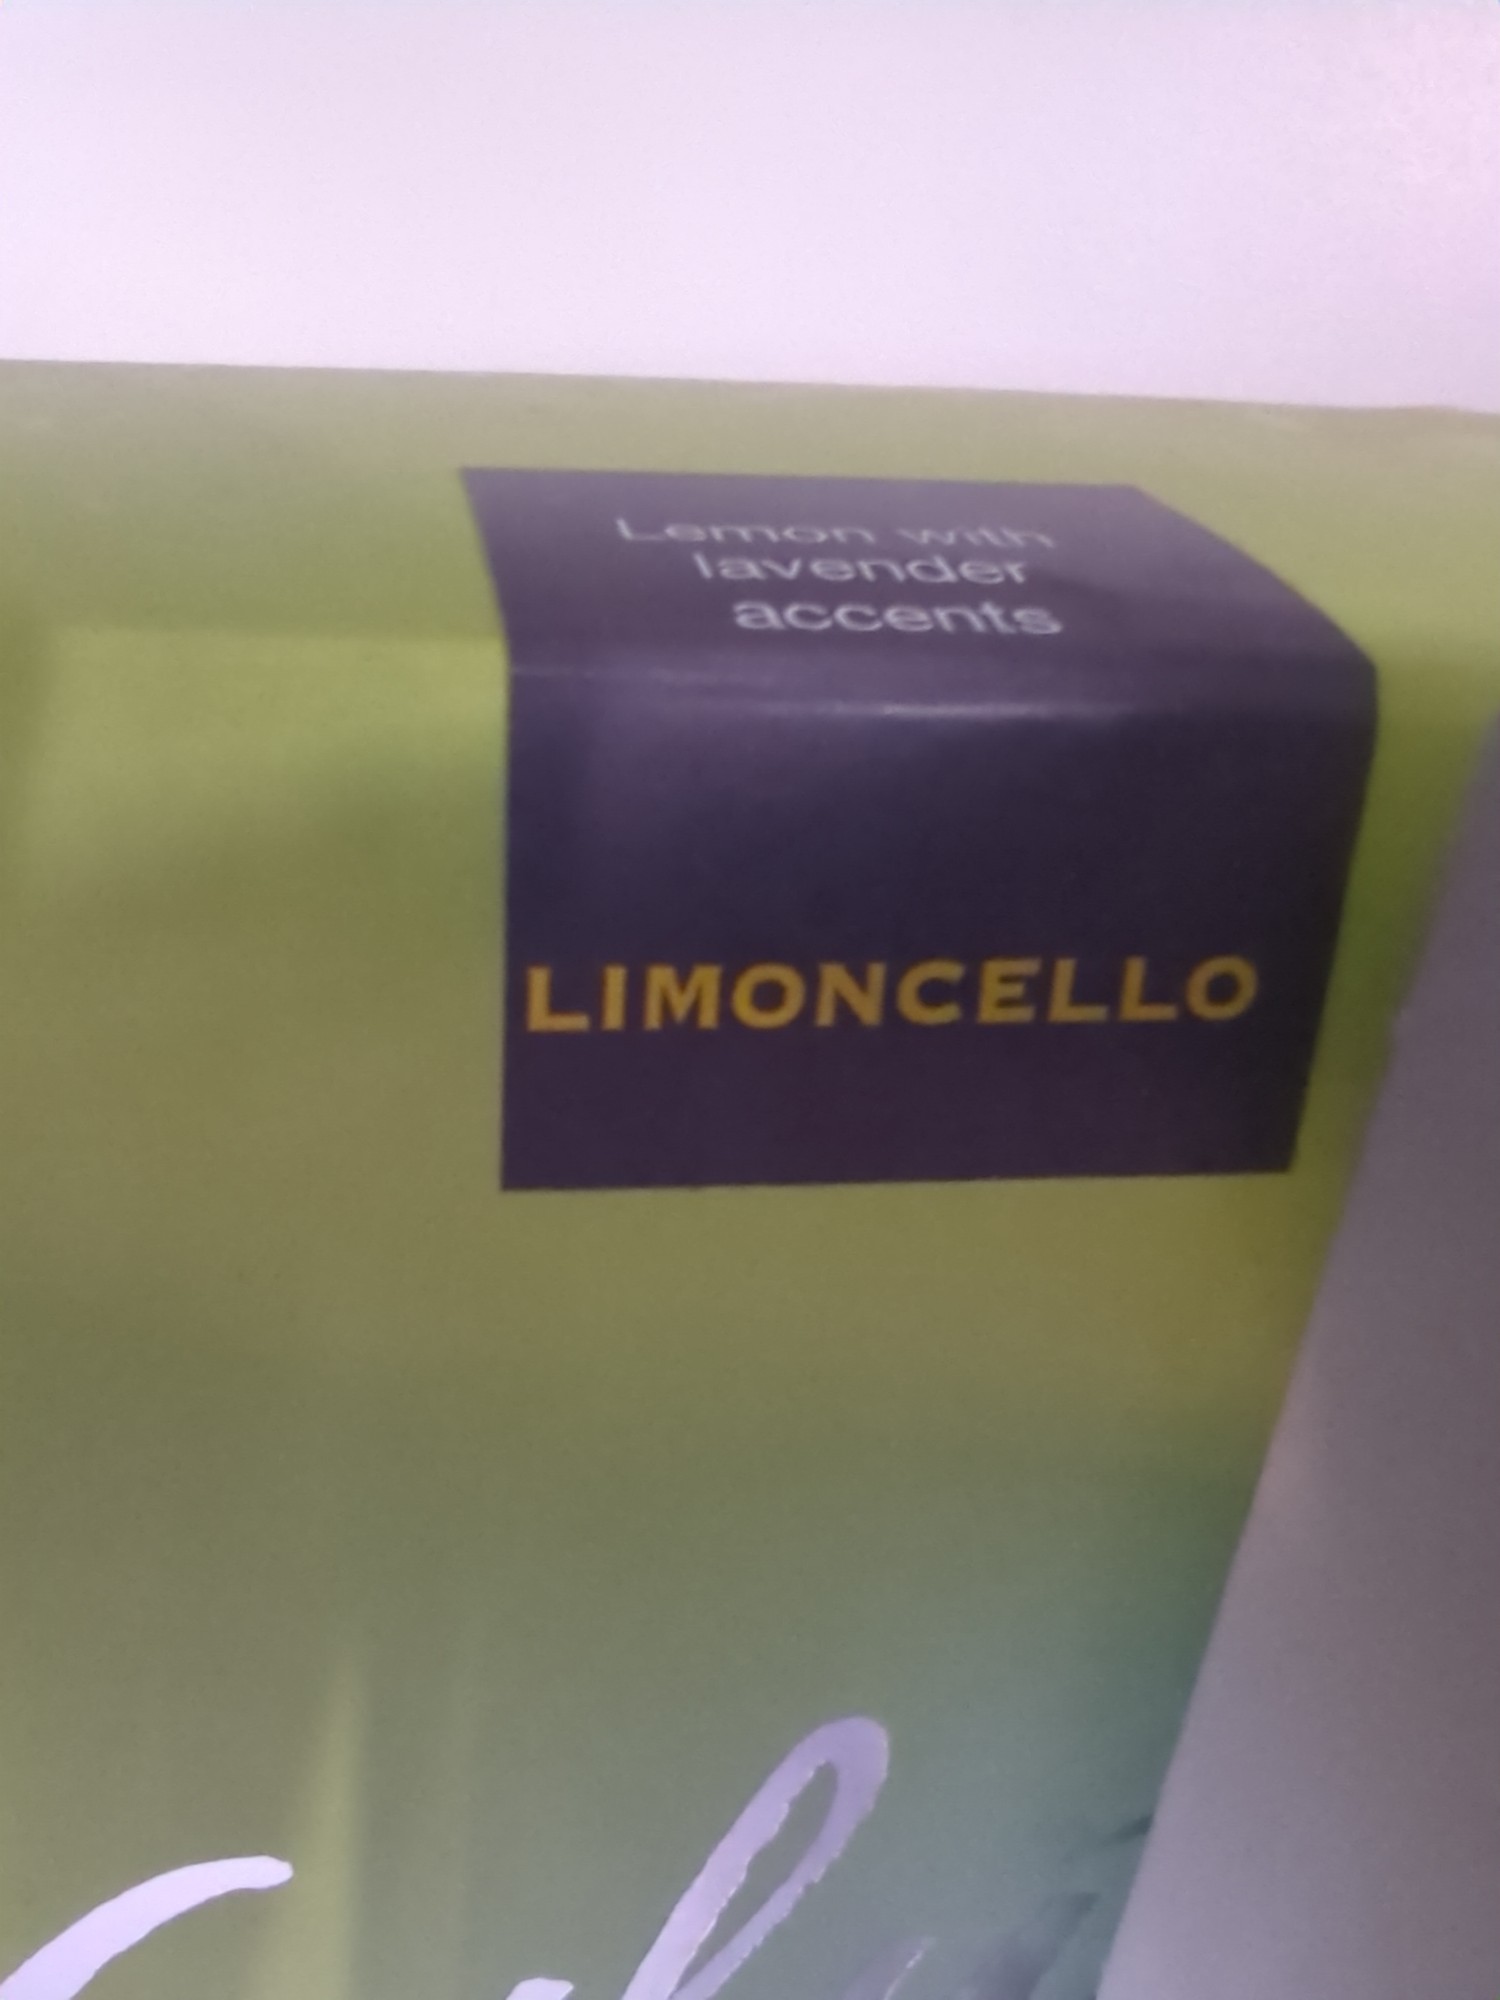 Lemon with
lavender
accents
LIMONCELLO